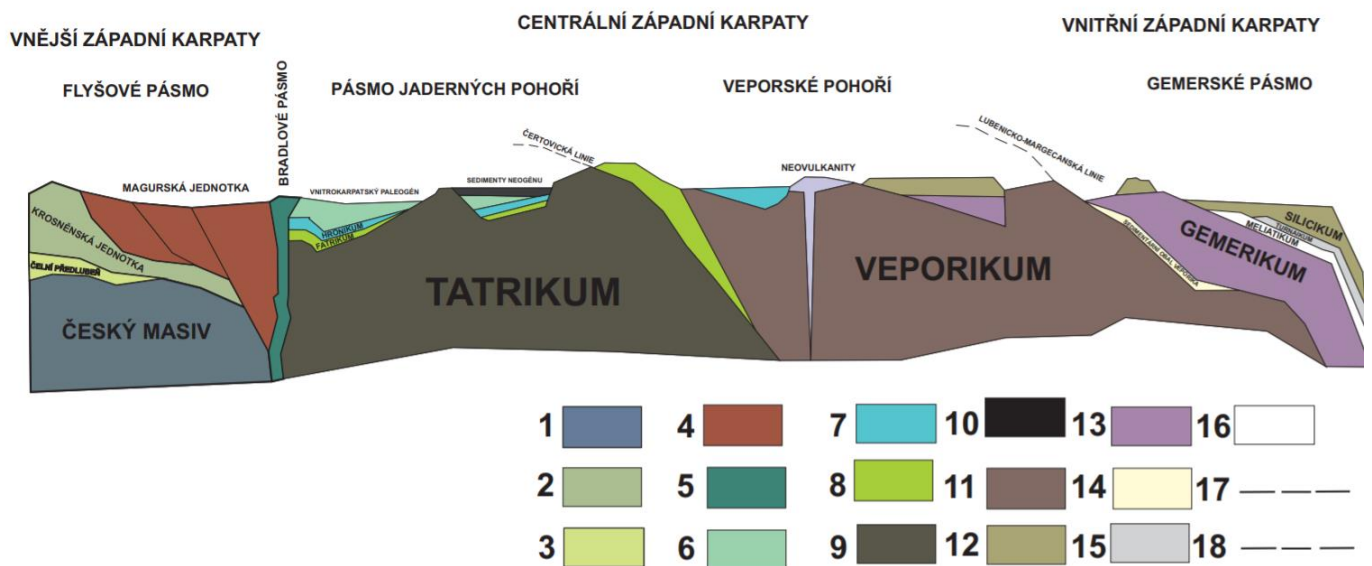 CENTRÁLNÍ ZÁPADNÍ KARPATY
VNITŘNÍ ZÁPADNÍ KARPATY
VNĚJŠÍ ZÁPADNÍ KARPATY
FLYŠOVÉ PÁSMO
BRADLOVÉ PÁSMO
PÁSMO JADERNÝCH POHOŘÍ
VEPORSKÉ POHOŘÍ
GEMERSKÉ PÁSMO
ČERTOVICKÁ LINIE
LUBENICKO-MARGECANSKÁ LINIE
MAGURSKÁ JEDNOTKA
VNITROKARPATSKÝ PALEOGÉN
SEDIMENTY NEOGÉNU
NEOVULKANITY
KROSNĚNSKÁ JEDNOTKA
HRONIKUM
FATRIKUM
SILICIKUM
TURNAIKUM
MELIATIKUM
ČELNÍ PŘEDLUBEŇ
SEDIMENTÁRNÍ OBAL VEPORIKA
GEMERIKUM
TATRIKUM
VEPORIKUM
ČESKÝ MASIV
1 4 7 10 13 16
2 5 8 11 14 17
3 6 9 12 15 18